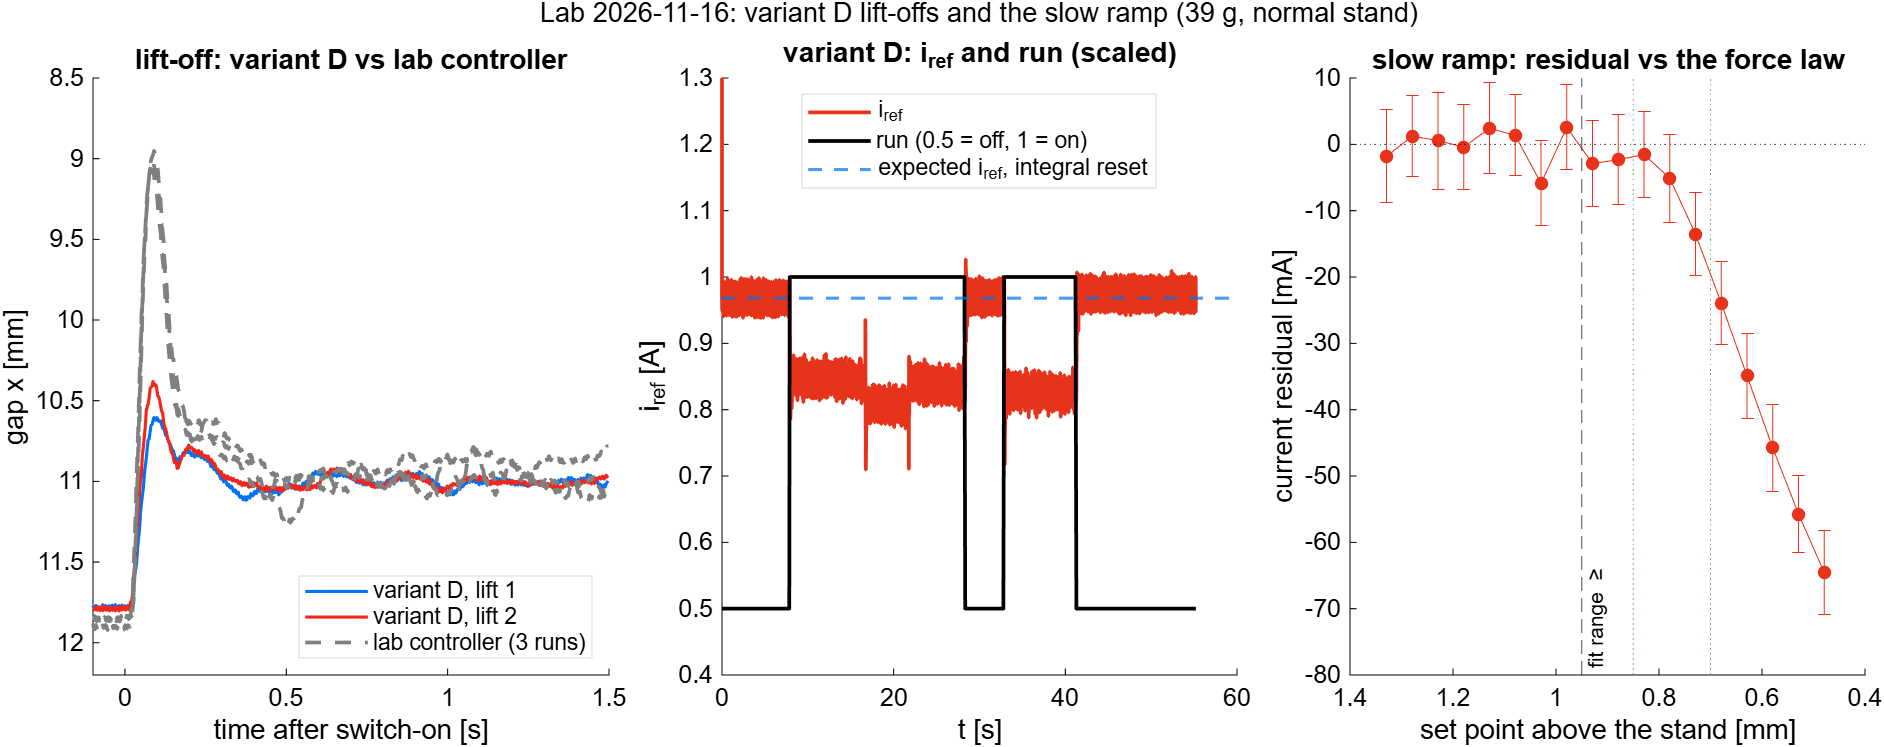 Lab 2026-11-16: variant D lift-offs and the slow ramp (39 g, normal stand)
lift-off: variant D vs lab controller
8.5
9
9.5
10
10.5
11
11.5
12
gap x [mm]
0
0.5
1
1.5
time after switch-on [s]
variant D, lift 1
variant D, lift 2
lab controller (3 runs)
variant D: i_ref and run (scaled)
1.3
1.2
1.1
1
0.9
0.8
0.7
0.6
0.5
0.4
i_ref [A]
0
20
40
60
t [s]
i_ref
run (0.5 = off, 1 = on)
expected i_ref, integral reset
slow ramp: residual vs the force law
10
0
-10
-20
-30
-40
-50
-60
-70
-80
current residual [mA]
fit range ≥
1.4
1.2
1
0.8
0.6
0.4
set point above the stand [mm]